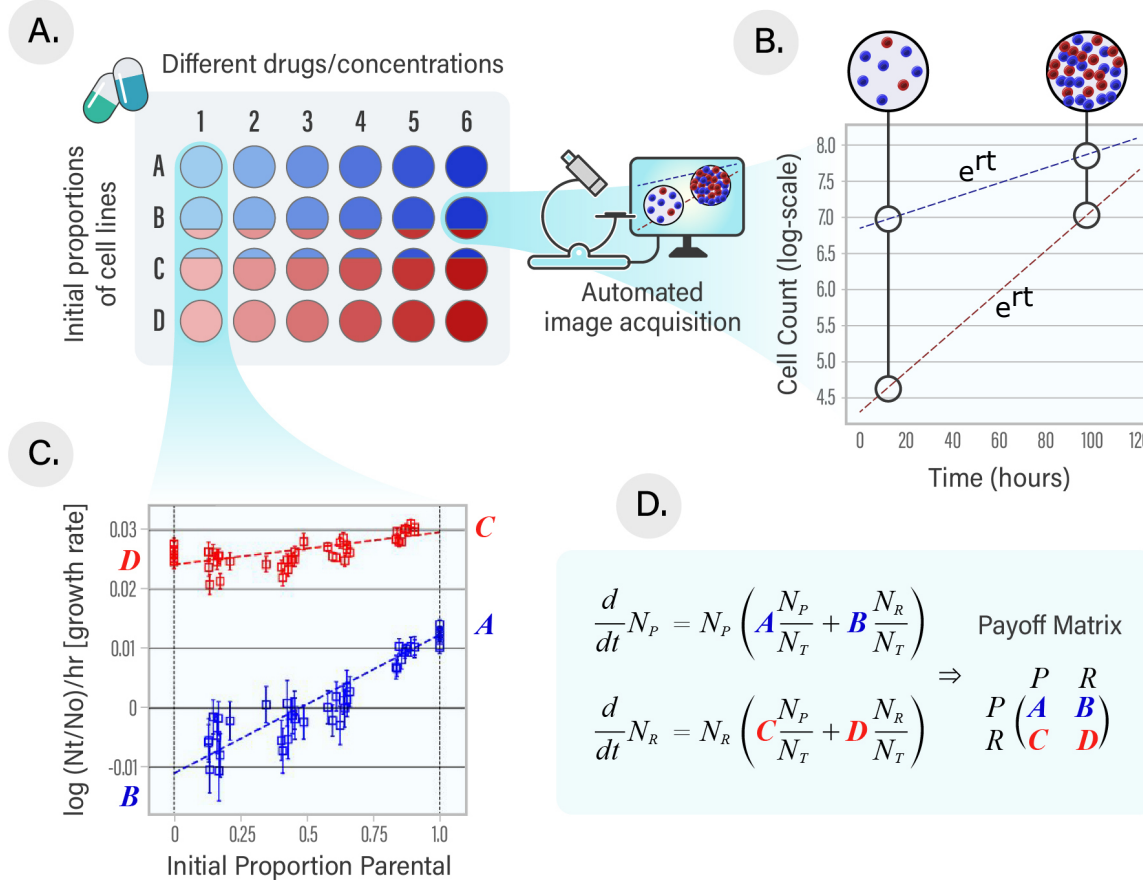 A.
Different drugs/concentrations
1 2 3 4 5 6
A
B
C
D
Initial proportions
of cell lines
Automated
image acquisition
B.
Cell Count (log-scale)
8.0
7.5
7.0
6.5
6.0
5.5
5.0
4.5
e^rt
e^rt
0 20 40 60 80 100 120
Time (hours)
C.
log (Nt/No)/hr [growth rate]
0.03
0.02
0.01
0
-0.01
D
C
A
B
0 0.25 0.5 0.75 1.0
Initial Proportion Parental
D.
d/dt N_P = N_P (A N_P/N_T + B N_R/N_T)
d/dt N_R = N_R (C N_P/N_T + D N_R/N_T)
⇒
Payoff Matrix
P R
P (A B)
R (C D)